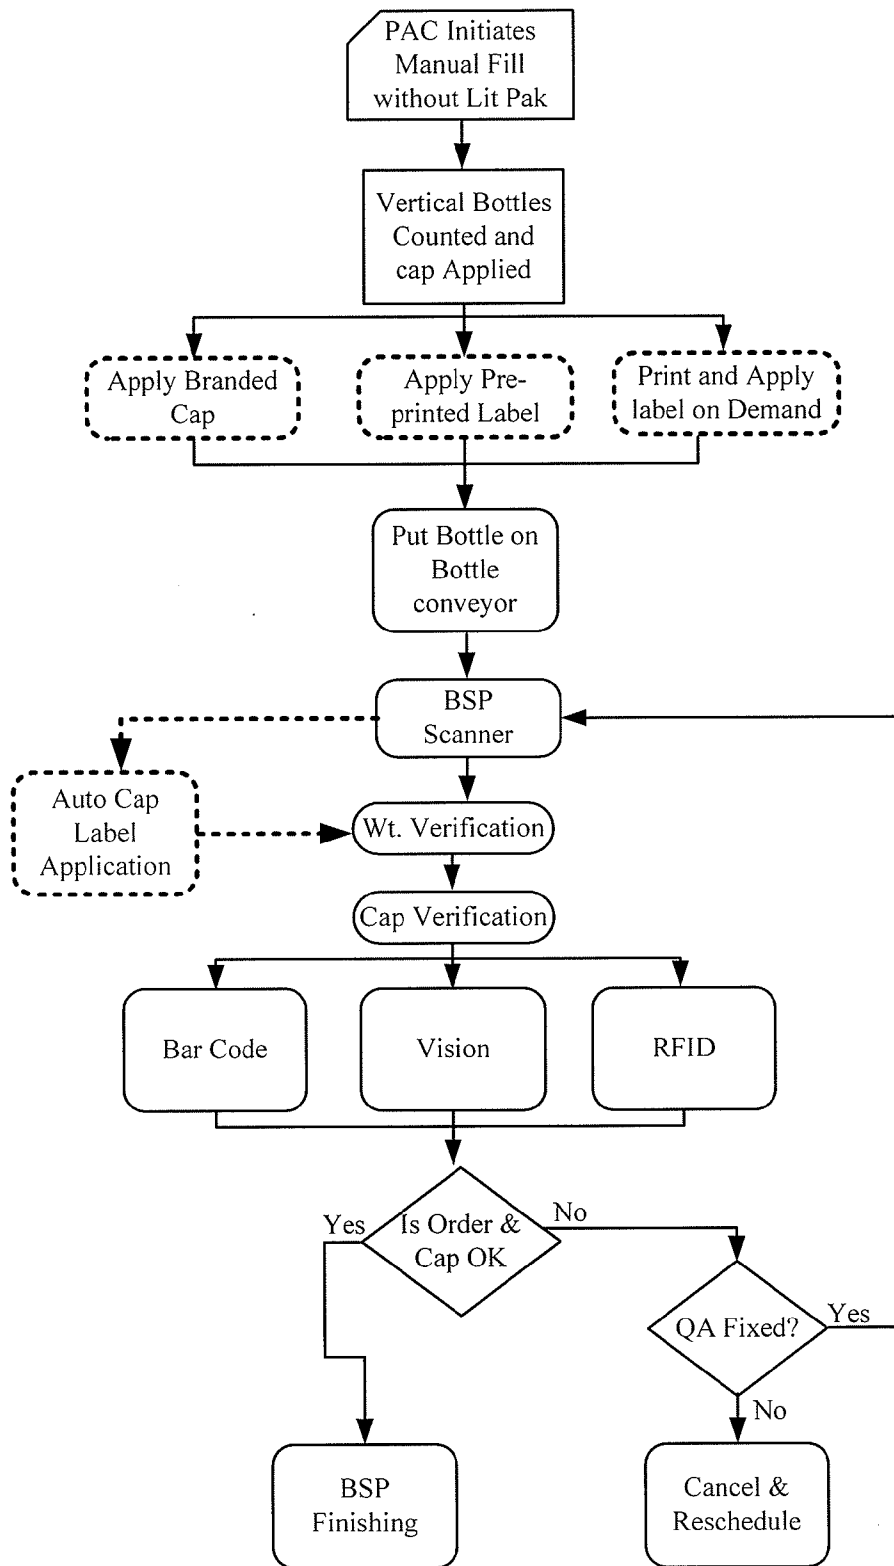 PAC Initiates
Manual Fill
without Lit Pak
Vertical Bottles
Counted and
cap Applied
Apply Branded
Cap
Apply Pre-
printed Label
Print and Apply
label on Demand
Put Bottle on
Bottle
conveyor
BSP
Scanner
Auto Cap
Label
Application
Wt. Verification
Cap Verification
Bar Code
Vision
RFID
Yes
Is Order &
Cap OK
No
QA Fixed?
Yes
No
BSP
Finishing
Cancel &
Reschedule